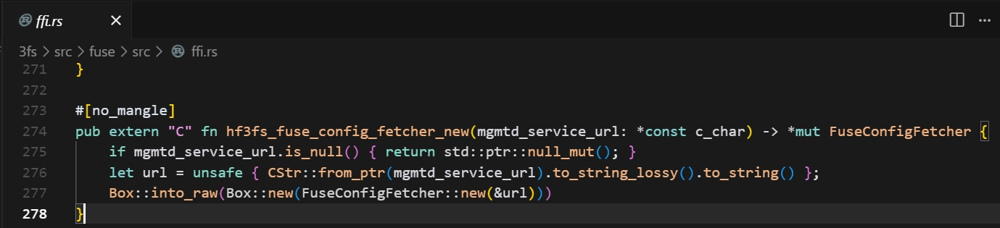 ffi.rs
3fs > src > fuse > src > ffi.rs
271 }
272
273 #[no_mangle]
274 pub extern "C" fn hf3fs_fuse_config_fetcher_new(mgmtd_service_url: *const c_char) -> *mut FuseConfigFetcher {
275     if mgmtd_service_url.is_null() { return std::ptr::null_mut(); }
276     let url = unsafe { CStr::from_ptr(mgmtd_service_url).to_string_lossy().to_string() };
277     Box::into_raw(Box::new(FuseConfigFetcher::new(&url)))
278 }